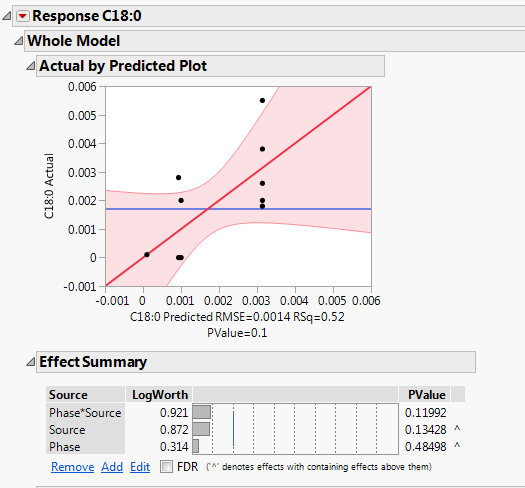 Response C18:0
Whole Model
Actual by Predicted Plot
0.006
0.005
0.004
0.003
0.002
0.001
0
-0.001
C18:0 Actual
-0.001 0 0.001 0.002 0.003 0.004 0.005 0.006
C18:0 Predicted RMSE=0.0014 RSq=0.52
PValue=0.1
Effect Summary
Source LogWorth PValue
Phase*Source 0.921 0.11992
Source 0.872 0.13428 ^
Phase 0.314 0.48498 ^
Remove Add Edit FDR ('^' denotes effects with containing effects above them)